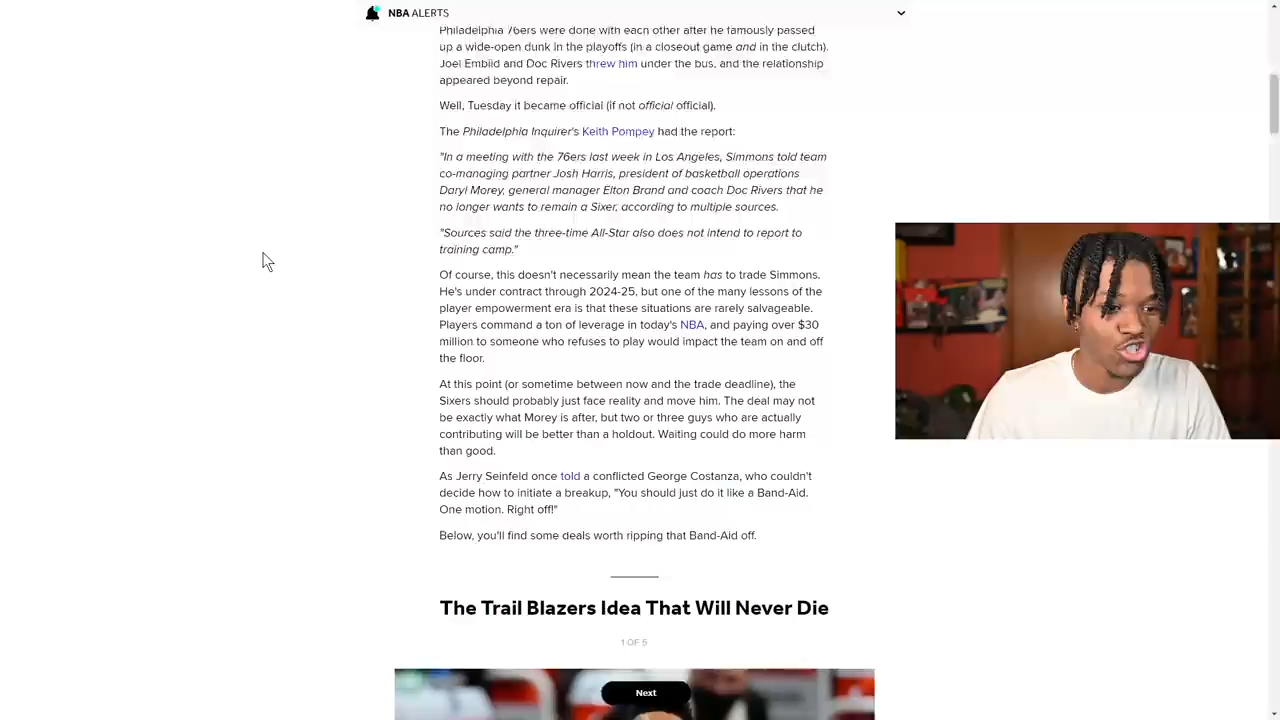 NBA ALERTS
Philadelphia 76ers were done with each other after he famously passed
up a wide-open dunk in the playoffs (in a closeout game and in the clutch).
Joel Embiid and Doc Rivers threw him under the bus, and the relationship
appeared beyond repair.
Well, Tuesday it became official (if not official official).
The Philadelphia Inquirer's Keith Pompey had the report:
"In a meeting with the 76ers last week in Los Angeles, Simmons told team
co-managing partner Josh Harris, president of basketball operations
Daryl Morey, general manager Elton Brand and coach Doc Rivers that he
no longer wants to remain a Sixer, according to multiple sources.
"Sources said the three-time All-Star also does not intend to report to
training camp."
Of course, this doesn't necessarily mean the team has to trade Simmons.
He's under contract through 2024-25, but one of the many lessons of the
player empowerment era is that these situations are rarely salvageable.
Players command a ton of leverage in today's NBA, and paying over $30
million to someone who refuses to play would impact the team on and off
the floor.
At this point (or sometime between now and the trade deadline), the
Sixers should probably just face reality and move him. The deal may not
be exactly what Morey is after, but two or three guys who are actually
contributing will be better than a holdout. Waiting could do more harm
than good.
As Jerry Seinfeld once told a conflicted George Costanza, who couldn't
decide how to initiate a breakup, "You should just do it like a Band-Aid.
One motion. Right off!"
Below, you'll find some deals worth ripping that Band-Aid off.
The Trail Blazers Idea That Will Never Die
1 OF 5
Next